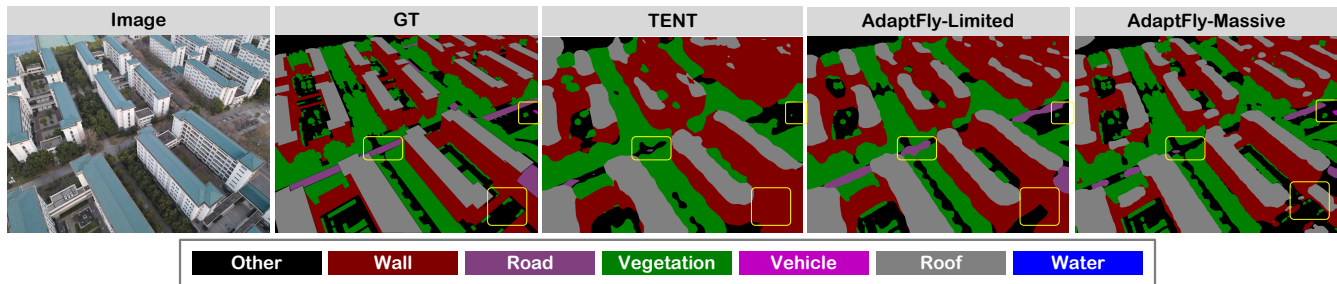 Image GT TENT AdaptFly-Limited AdaptFly-Massive
Other Wall Road Vegetation Vehicle Roof Water